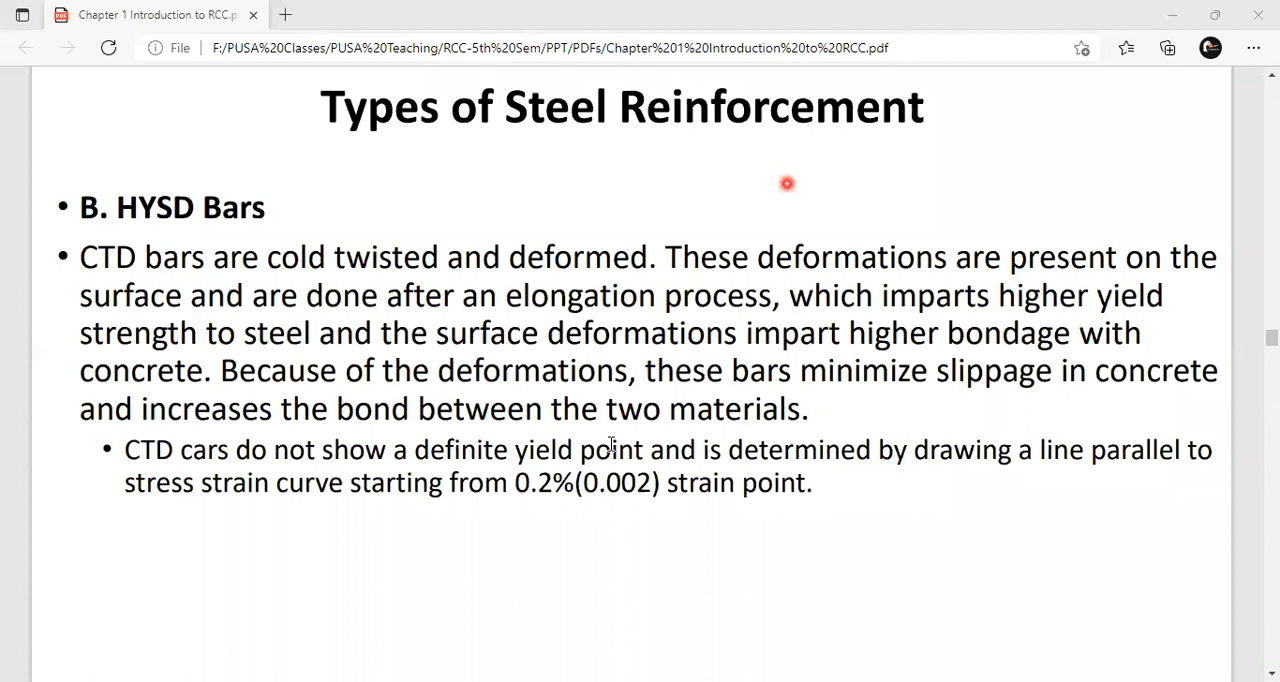 Chapter 1 Introduction to RCC.p
File
F:/PUSA%20Classes/PUSA%20Teaching/RCC-5th%20Sem/PPT/PDFs/Chapter%201%20Introduction%20to%20RCC.pdf
Types of Steel Reinforcement
• B. HYSD Bars
• CTD bars are cold twisted and deformed. These deformations are present on the
surface and are done after an elongation process, which imparts higher yield
strength to steel and the surface deformations impart higher bondage with
concrete. Because of the deformations, these bars minimize slippage in concrete
and increases the bond between the two materials.
• CTD cars do not show a definite yield point and is determined by drawing a line parallel to
stress strain curve starting from 0.2%(0.002) strain point.